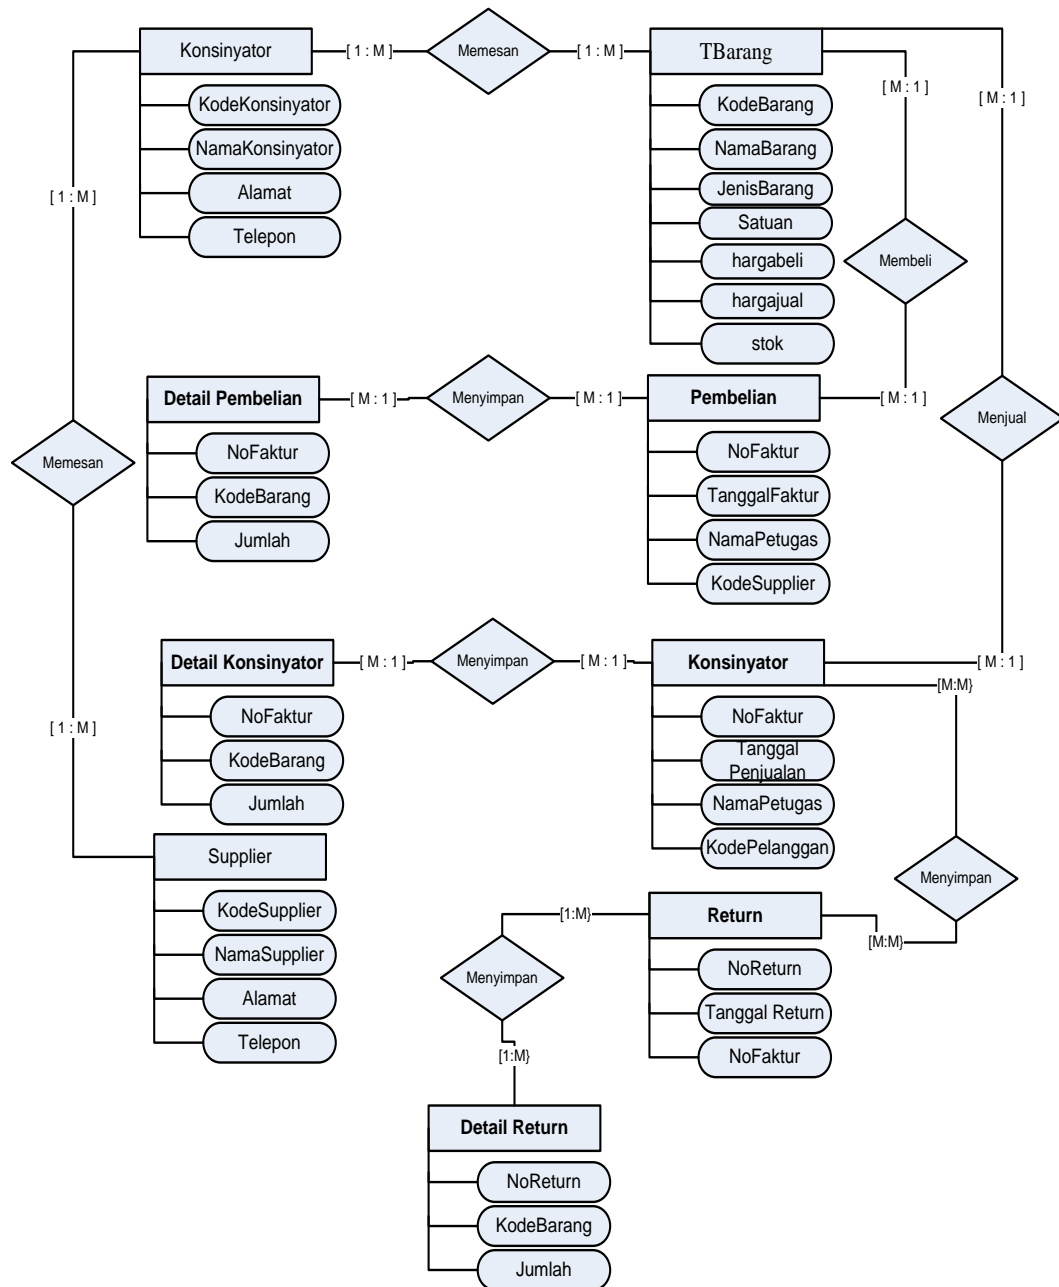 Konsinyator
[ 1 : M ]
Memesan
[ 1 : M ]
TBarang
KodeKonsinyator
NamaKonsinyator
Alamat
Telepon
KodeBarang
NamaBarang
JenisBarang
Satuan
hargabeli
hargajual
stok
[ M : 1 ]
[ M : 1 ]
[ 1 : M ]
Membeli
Detail Pembelian
[ M : 1 ]
Menyimpan
[ M : 1 ]
Pembelian
[ M : 1 ]
Menjual
Memesan
NoFaktur
KodeBarang
Jumlah
NoFaktur
TanggalFaktur
NamaPetugas
KodeSupplier
Detail Konsinyator
[ M : 1 ]
Menyimpan
[ M : 1 ]
Konsinyator
[ M : 1 ]
[M:M}
[ 1 : M ]
NoFaktur
KodeBarang
Jumlah
NoFaktur
Tanggal
Penjualan
NamaPetugas
KodePelanggan
Supplier
KodeSupplier
NamaSupplier
Alamat
Telepon
Menyimpan
[1:M}
Return
[M:M}
Menyimpan
NoReturn
Tanggal Return
NoFaktur
[1:M}
Detail Return
NoReturn
KodeBarang
Jumlah